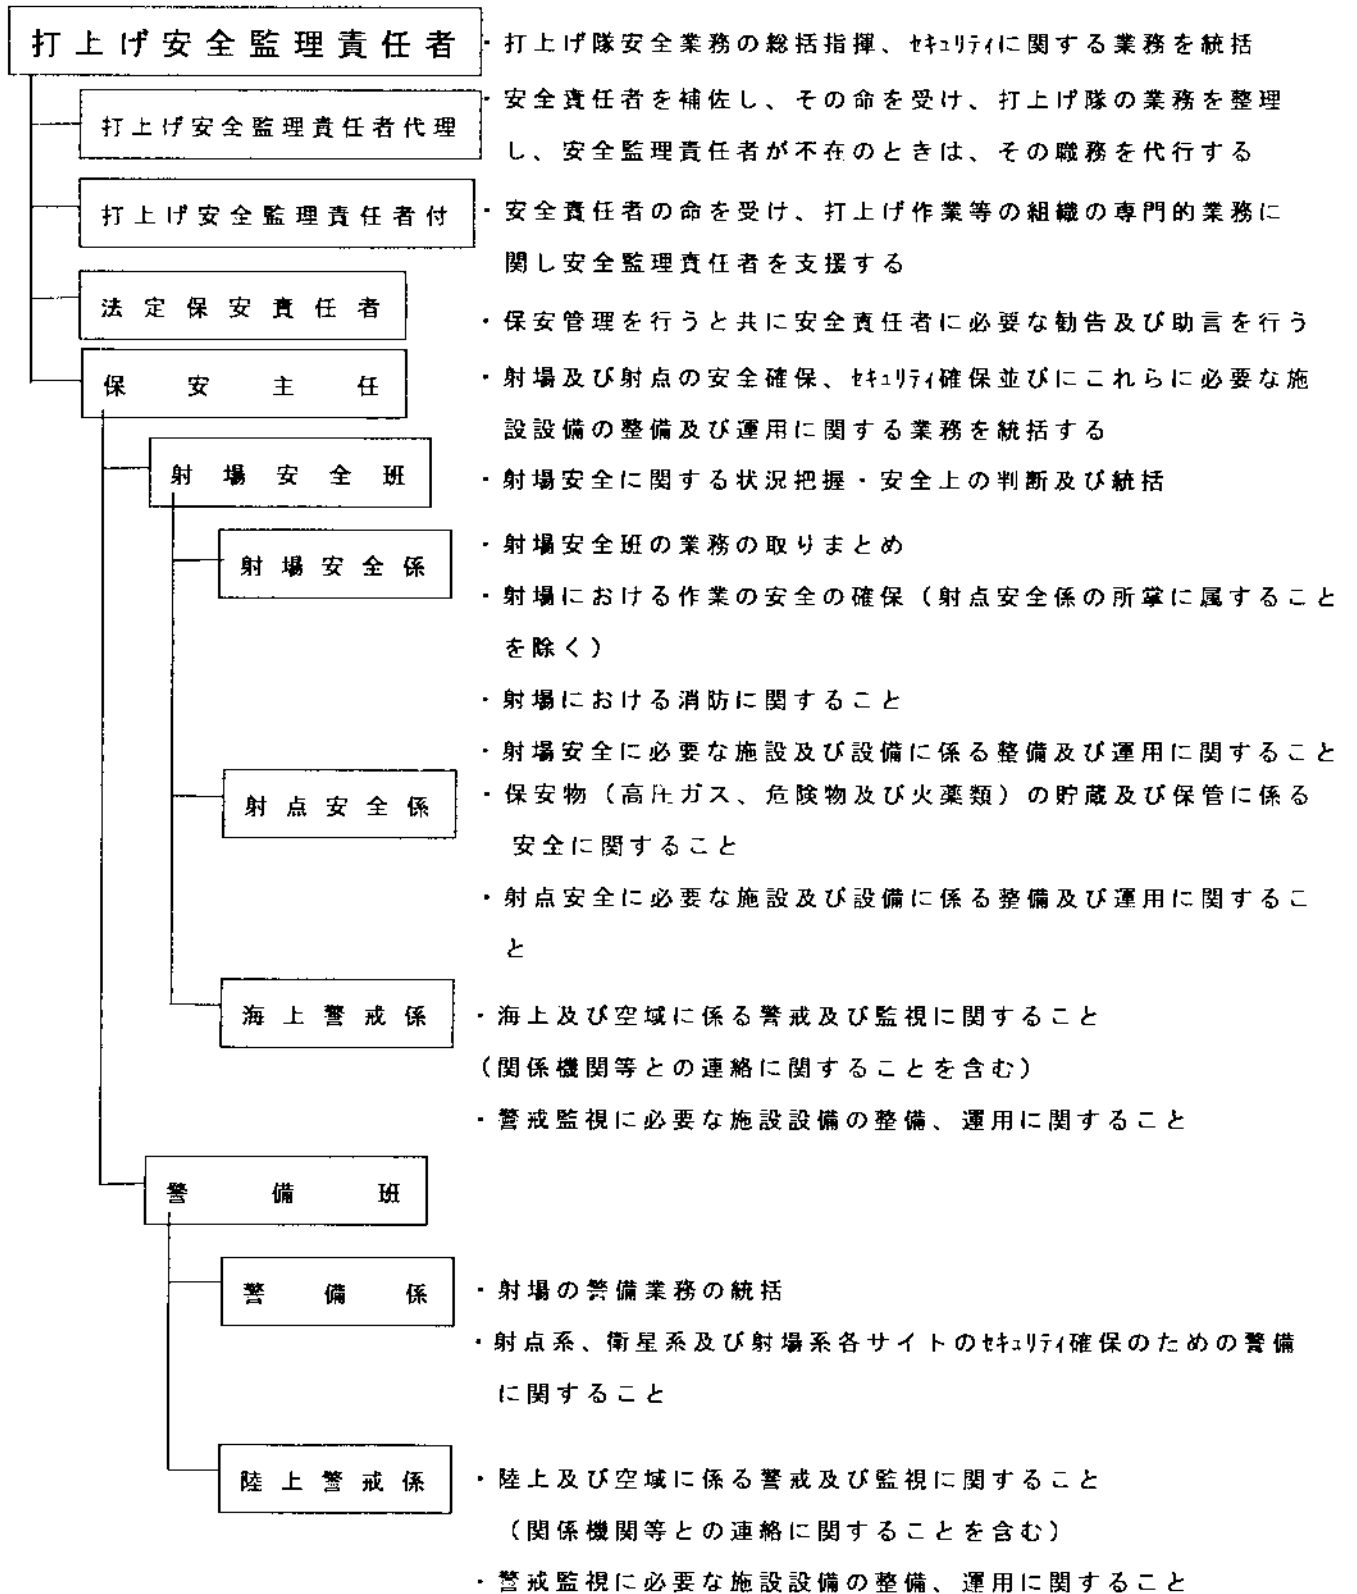 打上げ安全監理責任者 ・打上げ隊安全業務の総括指揮、ｾｷｭﾘﾃｨに関する業務を統括
打上げ安全監理責任者代理 ・安全責任者を補佐し、その命を受け、打上げ隊の業務を整理
し、安全監理責任者が不在のときは、その職務を代行する
打上げ安全監理責任者付 ・安全責任者の命を受け、打上げ作業等の組織の専門的業務に
関し安全監理責任者を支援する
法定保安責任者 ・保安管理を行うと共に安全責任者に必要な勧告及び助言を行う
保安主任 ・射場及び射点の安全確保、ｾｷｭﾘﾃｨ確保並びにこれらに必要な施
設設備の整備及び運用に関する業務を統括する
射場安全班 ・射場安全に関する状況把握・安全上の判断及び統括
射場安全係 ・射場安全班の業務の取りまとめ
・射場における作業の安全の確保（射点安全係の所掌に属すること
を除く）
・射場における消防に関すること
・射場安全に必要な施設及び設備に係る整備及び運用に関すること
射点安全係 ・保安物（高圧ガス、危険物及び火薬類）の貯蔵及び保管に係る
安全に関すること
・射点安全に必要な施設及び設備に係る整備及び運用に関するこ
と
海上警戒係 ・海上及び空域に係る警戒及び監視に関すること
（関係機関等との連絡に関することを含む）
・警戒監視に必要な施設設備の整備、運用に関すること
警備班
警備係 ・射場の警備業務の統括
・射点系、衛星系及び射場系各サイトのｾｷｭﾘﾃｨ確保のための警備
に関すること
陸上警戒係 ・陸上及び空域に係る警戒及び監視に関すること
（関係機関等との連絡に関することを含む）
・警戒監視に必要な施設設備の整備、運用に関すること